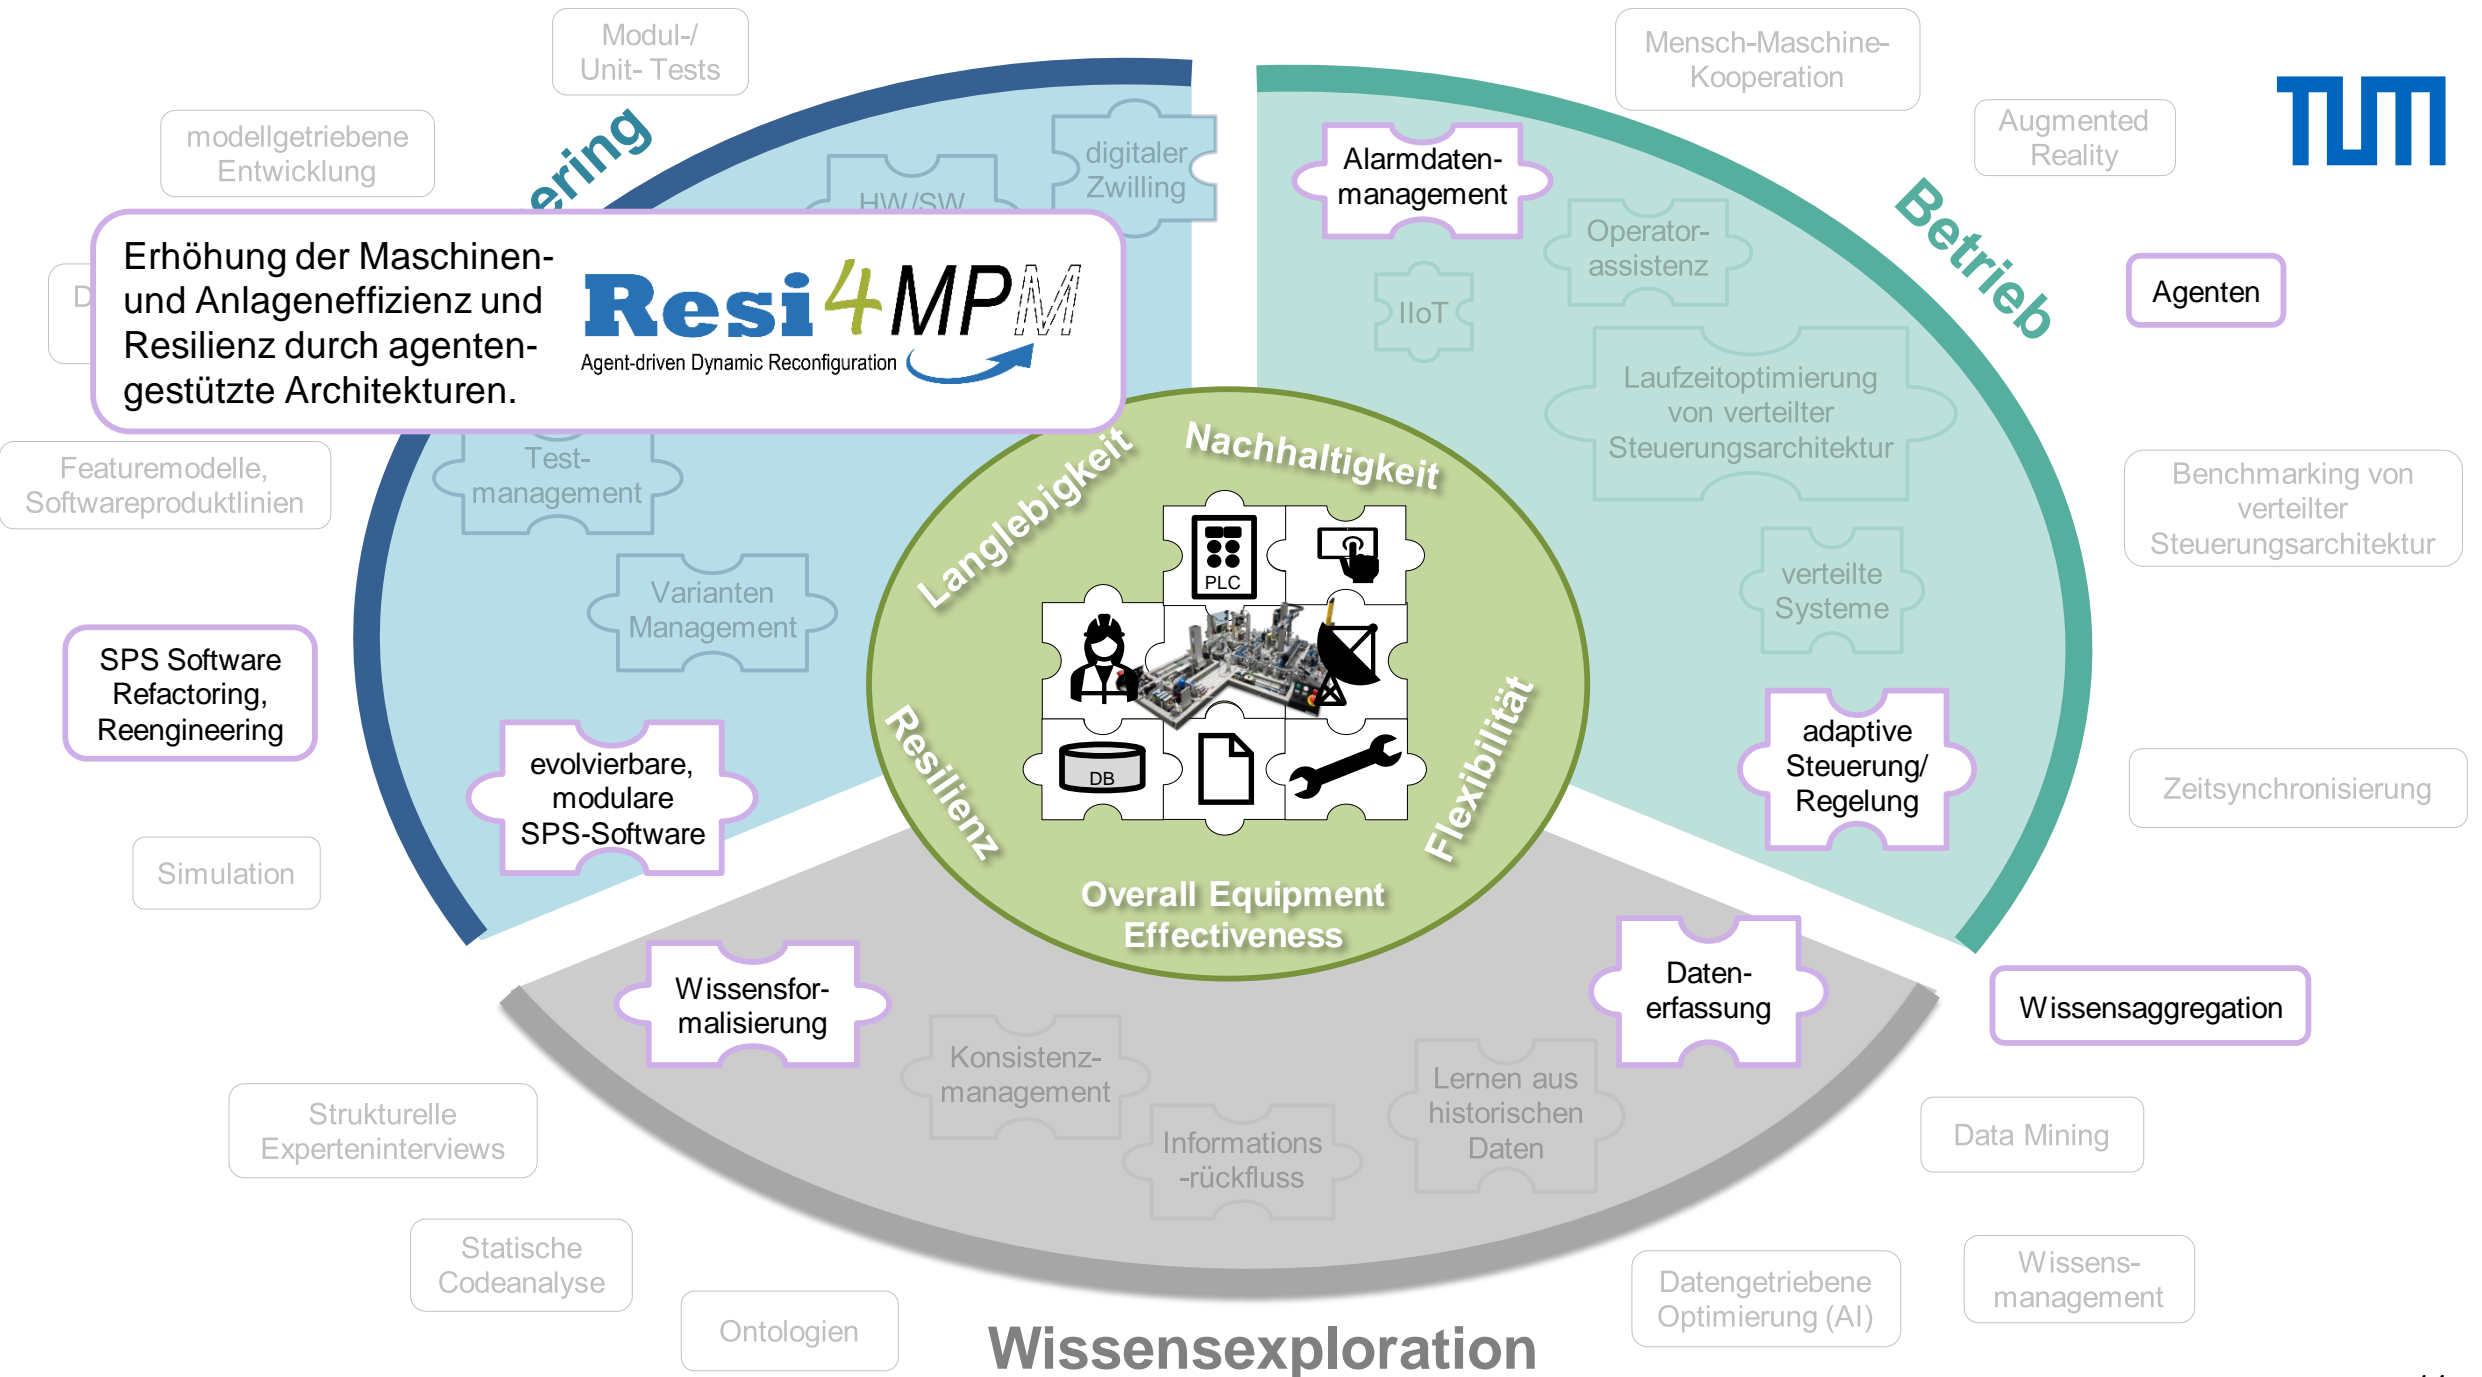 Modul-/
Unit- Tests
Mensch-Maschine-
Kooperation
TUM
modellgetriebene
Entwicklung
Augmented
Reality
digitaler
Zwilling
HW/SW
Alarmdaten-
management
Operator-
assistenz
IIoT
Betrieb
Agenten
Erhöhung der Maschinen-
und Anlageneffizienz und
Resilienz durch agenten-
gestützte Architekturen.
Resi4MPM
Agent-driven Dynamic Reconfiguration
Laufzeitoptimierung
von verteilter
Steuerungsarchitektur
Featuremodelle,
Softwareproduktlinien
Test-
management
Langlebigkeit
Nachhaltigkeit
Benchmarking von
verteilter
Steuerungsarchitektur
PLC
Varianten
Management
verteilte
Systeme
SPS Software
Refactoring,
Reengineering
evolvierbare,
modulare
SPS-Software
Resilienz
DB
Flexibilität
adaptive
Steuerung/
Regelung
Zeitsynchronisierung
Simulation
Overall Equipment
Effectiveness
Wissensfor-
malisierung
Daten-
erfassung
Wissensaggregation
Konsistenz-
management
Lernen aus
historischen
Daten
Informations
-rückfluss
Strukturelle
Experteninterviews
Data Mining
Statische
Codeanalyse
Wissens-
management
Datengetriebene
Optimierung (AI)
Ontologien
Wissensexploration